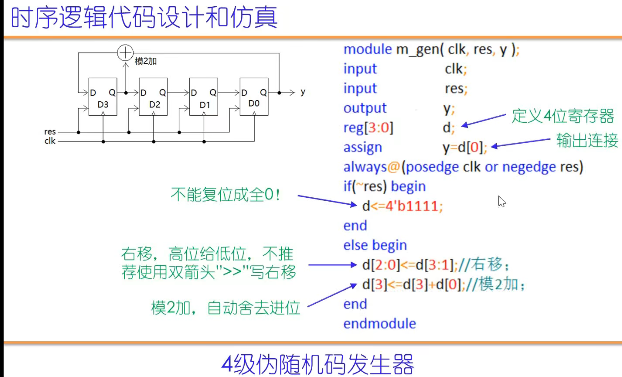 时序逻辑代码设计和仿真
模2加
D Q
D3
D Q
D2
D Q
D1
D Q
D0
y
res
clk
module m_gen( clk, res, y );
input clk;
input res;
output y;
reg[3:0] d;
定义4位寄存器
assign y=d[0];
输出连接
always@(posedge clk or negedge res)
if(~res) begin
不能复位成全0!
d<=4'b1111;
end
else begin
右移，高位给低位，不推
荐使用双箭头">>"写右移
d[2:0]<=d[3:1];//右移；
d[3]<=d[3]+d[0];//模2加；
模2加，自动舍去进位
end
endmodule
4级伪随机码发生器